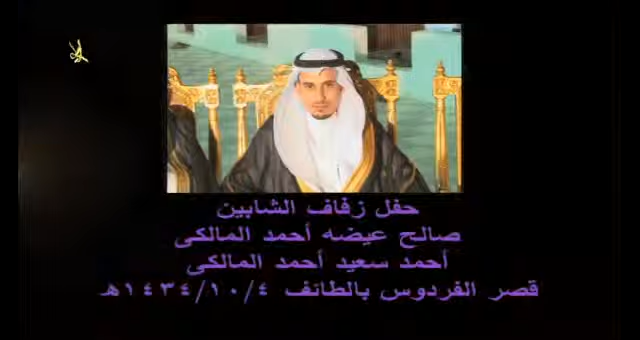 حفل زفاف الشابين
صالح عيضه أحمد المالكى
أحمد سعيد أحمد المالكى
قصر الفردوس بالطائف ١٤٣٤/١٠/٤هـ